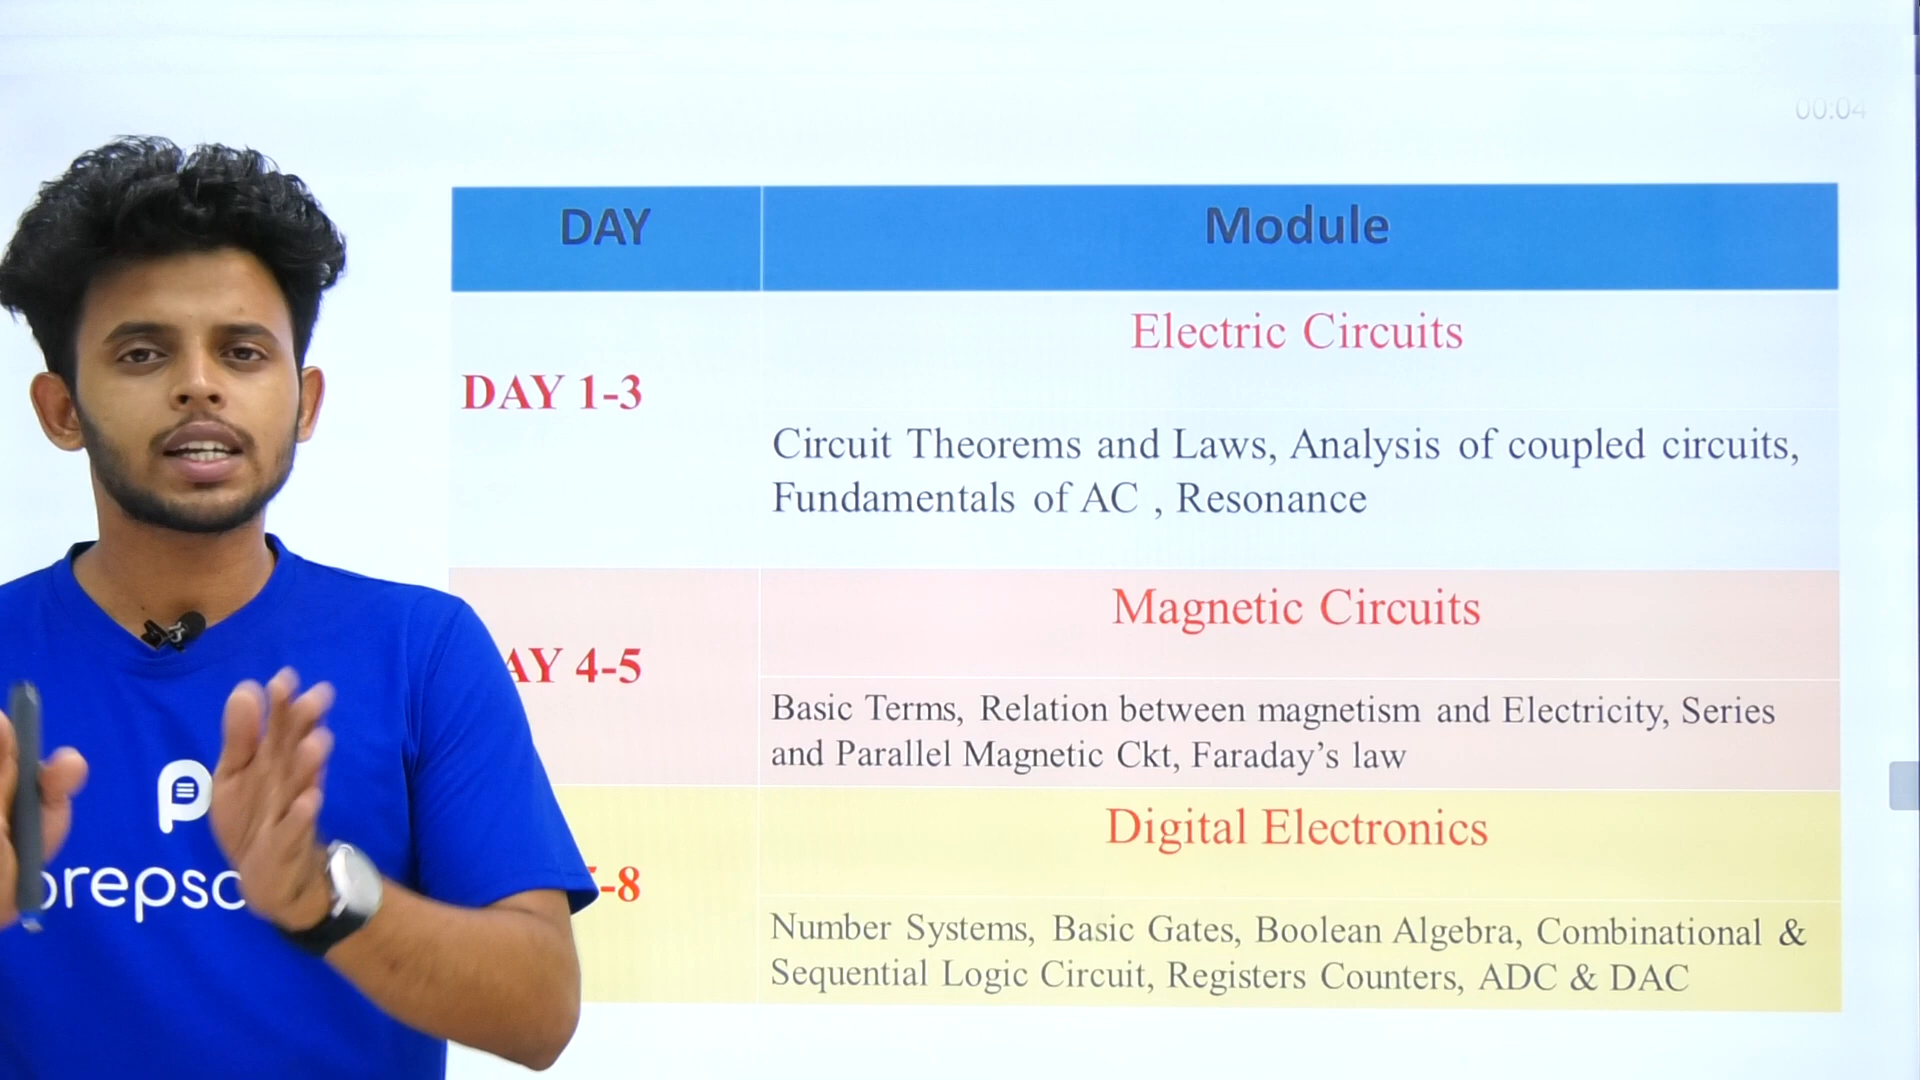 00:04
DAY Module
Electric Circuits
DAY 1-3
Circuit Theorems and Laws, Analysis of coupled circuits,
Fundamentals of AC , Resonance
Magnetic Circuits
AY 4-5
Basic Terms, Relation between magnetism and Electricity, Series
and Parallel Magnetic Ckt, Faraday’s law
Digital Electronics
-8
Number Systems, Basic Gates, Boolean Algebra, Combinational &
Sequential Logic Circuit, Registers Counters, ADC & DAC